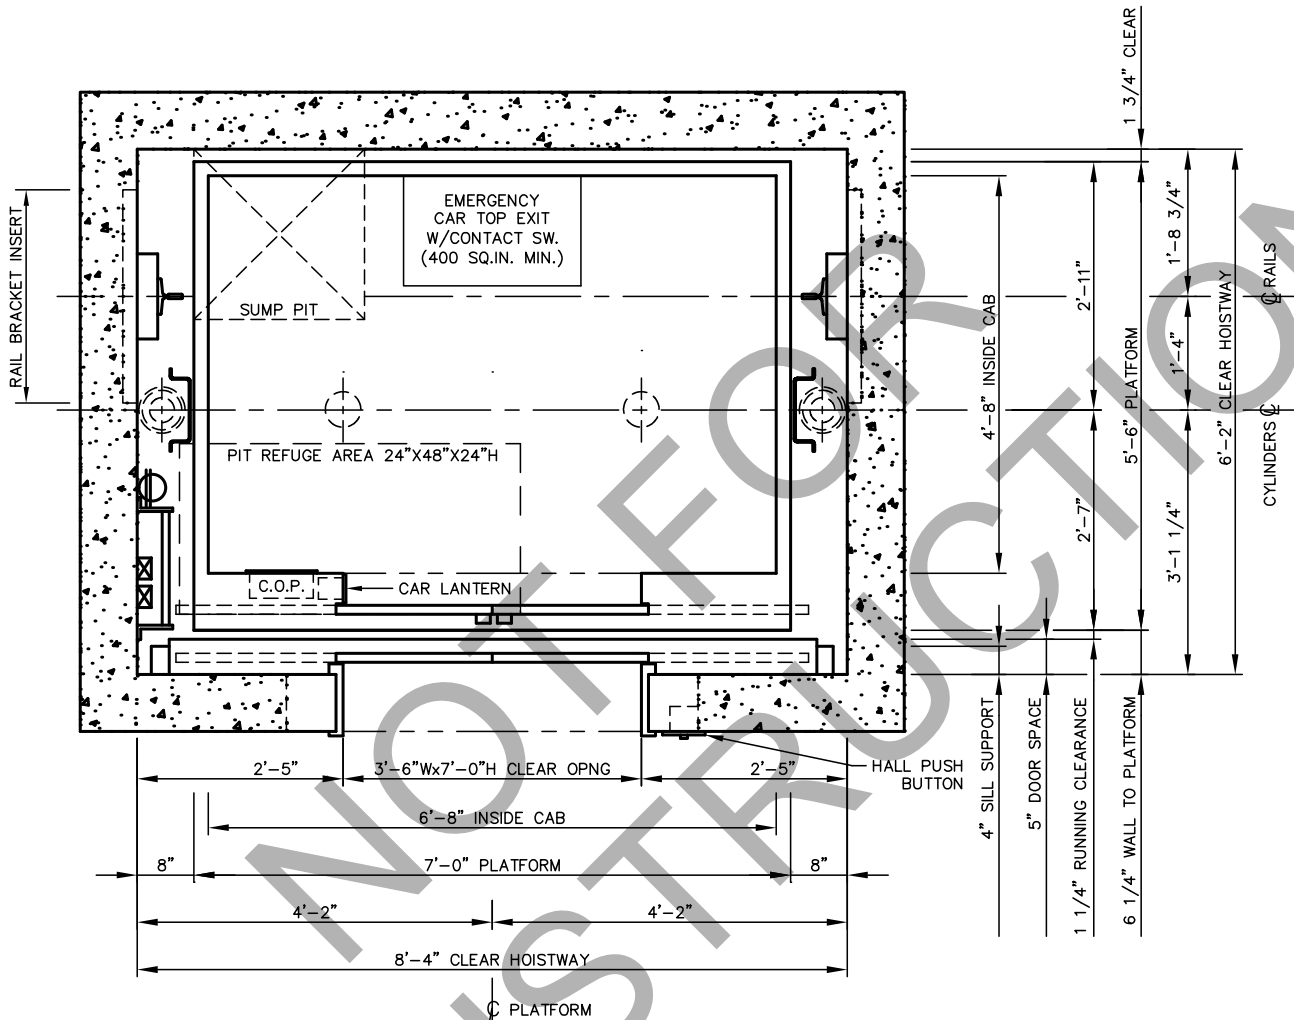 1 3/4" CLEAR
EMERGENCY
CAR TOP EXIT
W/CONTACT SW.
(400 SQ.IN. MIN.)
SUMP PIT
RAIL BRACKET INSERT
PIT REFUGE AREA 24"X48"X24"H
C.O.P.
CAR LANTERN
4'-8" INSIDE CAB
2'-11"
2'-7"
5'-6" PLATFORM
1'-8 3/4"
1'-4"
3'-1 1/4"
6'-2" CLEAR HOISTWAY
℄ RAILS
CYLINDERS ℄
HALL PUSH
BUTTON
4" SILL SUPPORT
5" DOOR SPACE
1 1/4" RUNNING CLEARANCE
6 1/4" WALL TO PLATFORM
2'-5"
3'-6"Wx7'-0"H CLEAR OPNG
2'-5"
6'-8" INSIDE CAB
8"
7'-0" PLATFORM
8"
4'-2"
4'-2"
8'-4" CLEAR HOISTWAY
℄ PLATFORM
NOT FOR
NSTRUCTION